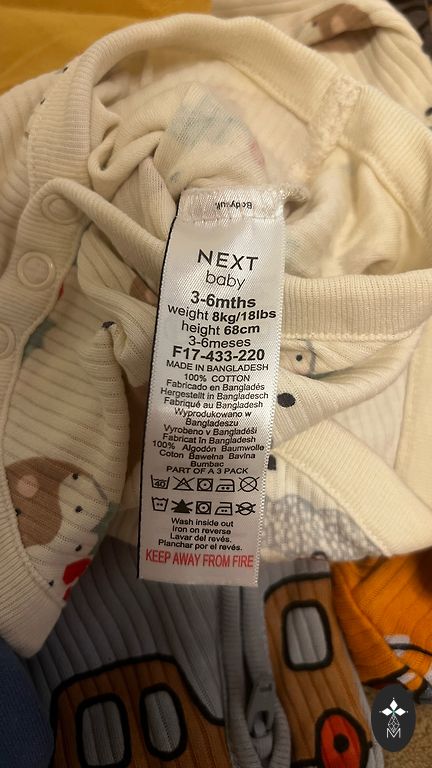 NEXT
baby
3-6mths
weight 8kg/18lbs
height 68cm
3-6meses
F17-433-220
MADE IN BANGLADESH
100% COTTON
Fabricado en Bangladés
Hergestellt in Bangladesch
Fabriqué au Bangladesh
Wyprodukowano w
Bangladeszu
Vyrobeno v Bangladéši
Fabricat în Bangladesh
100% Algodón Baumwolle
Coton Bawełna Bavlna
Bumbac
PART OF A 3 PACK
40
Wash inside out
Iron on reverse
Lavar del revés.
Planchar por el revés.
KEEP AWAY FROM FIRE
M